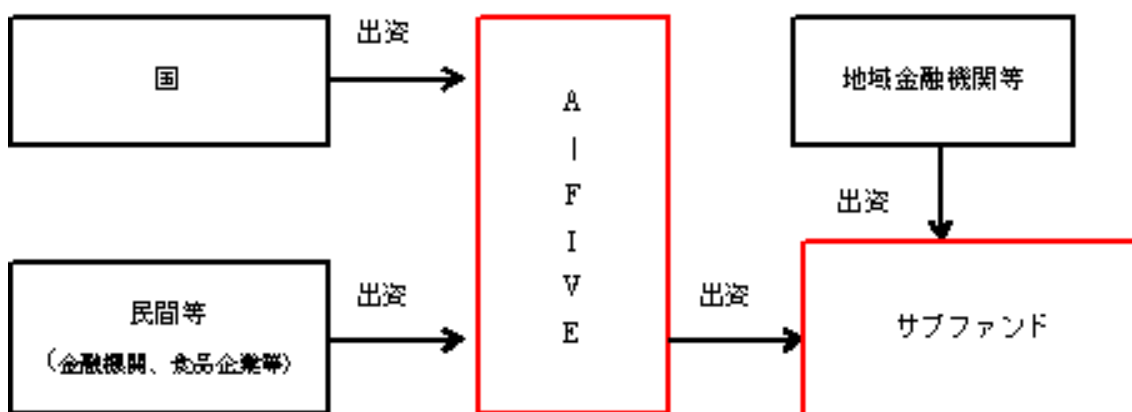 国
出資
民間等
（金融機関、食品企業等）
出資
A－FIVE
地域金融機関等
出資
出資
サブファンド